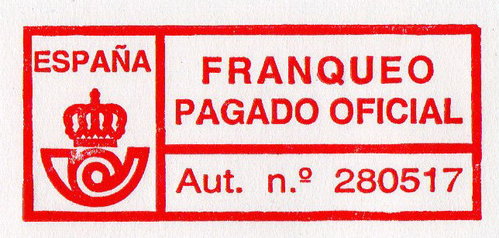 ESPAÑA
FRANQUEO
PAGADO OFICIAL
Aut. n.º 280517